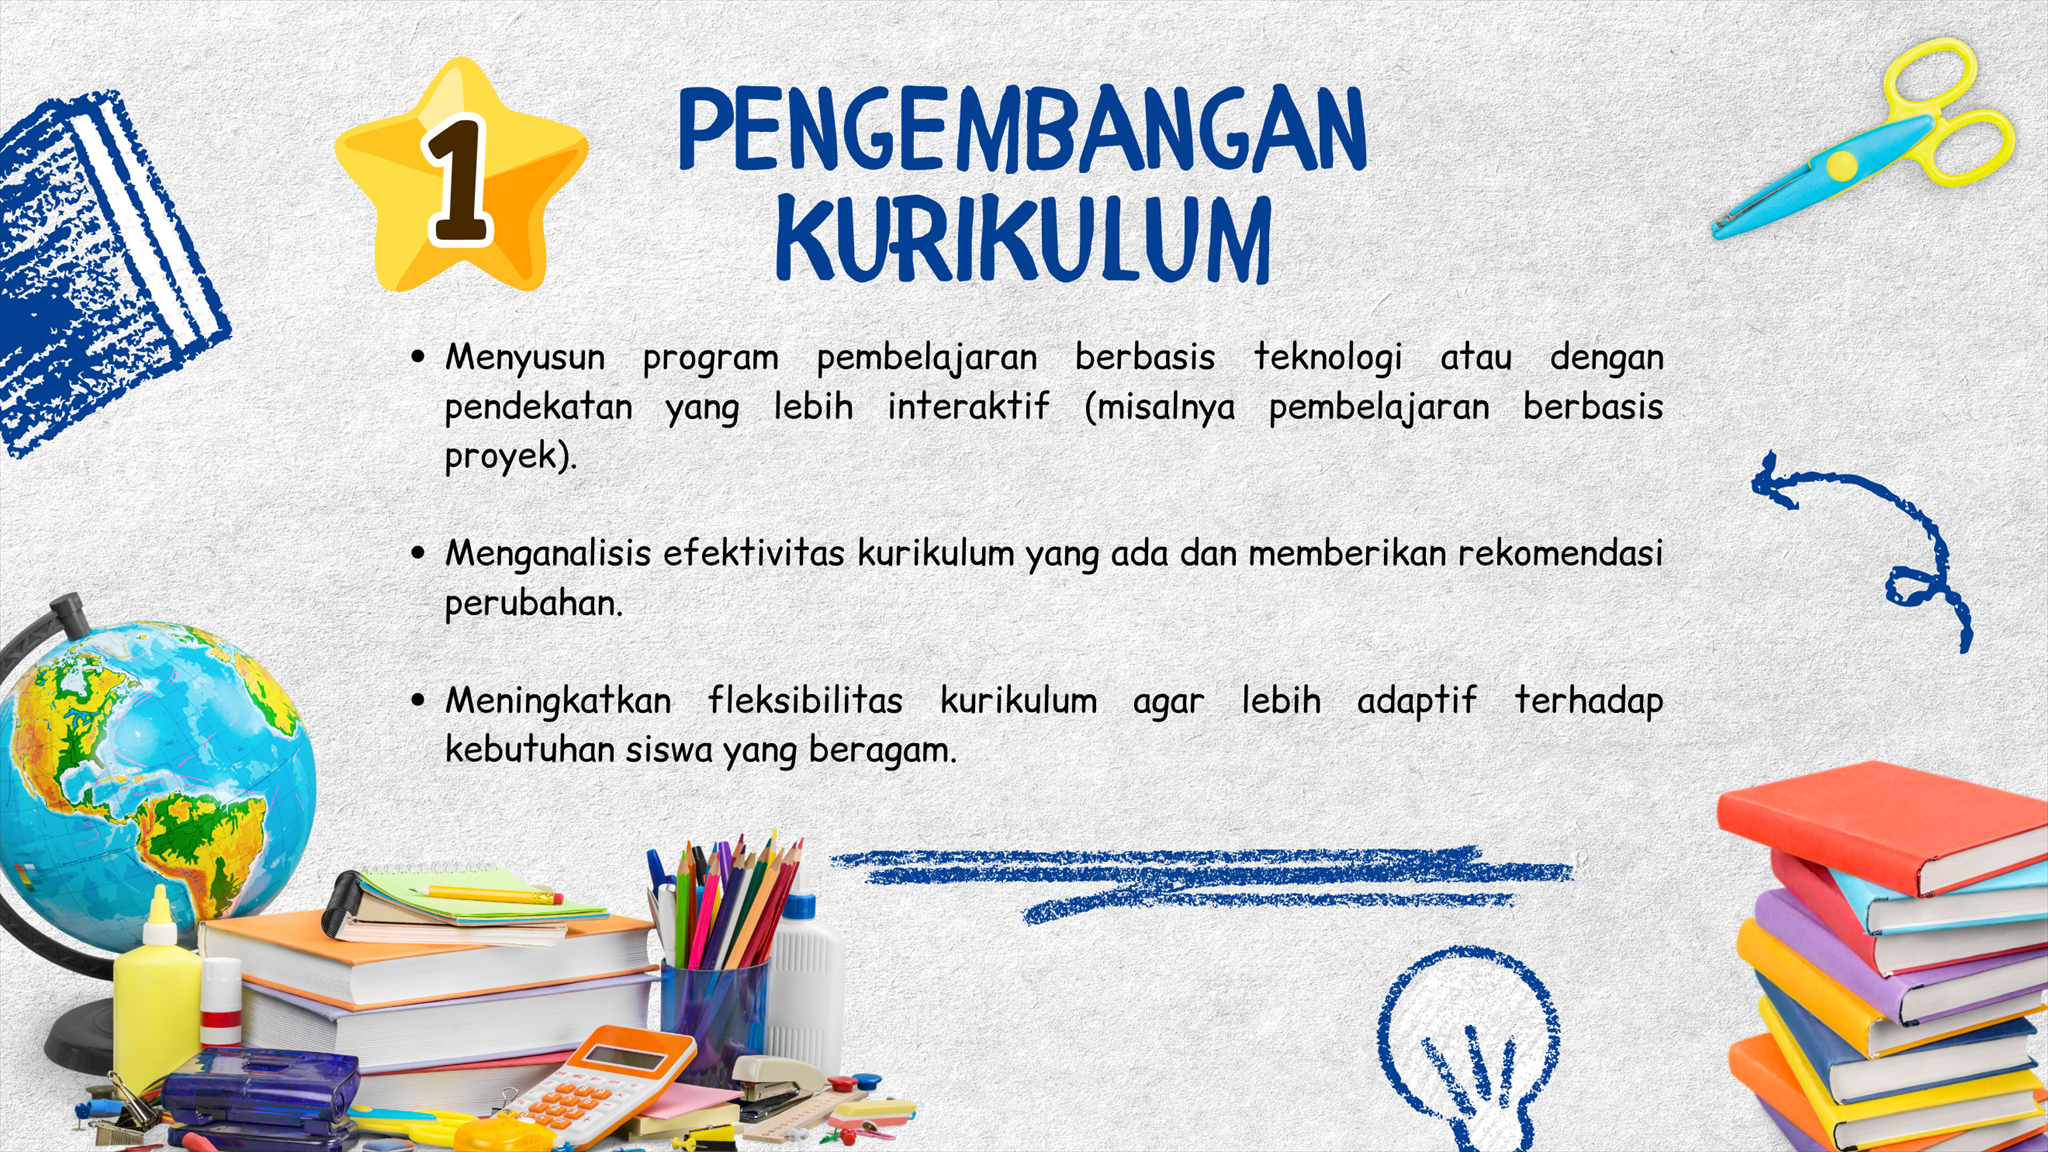 1
PENGEMBANGAN
KURIKULUM
• Menyusun program pembelajaran berbasis teknologi atau dengan
pendekatan yang lebih interaktif (misalnya pembelajaran berbasis
proyek).
• Menganalisis efektivitas kurikulum yang ada dan memberikan rekomendasi
perubahan.
• Meningkatkan fleksibilitas kurikulum agar lebih adaptif terhadap
kebutuhan siswa yang beragam.